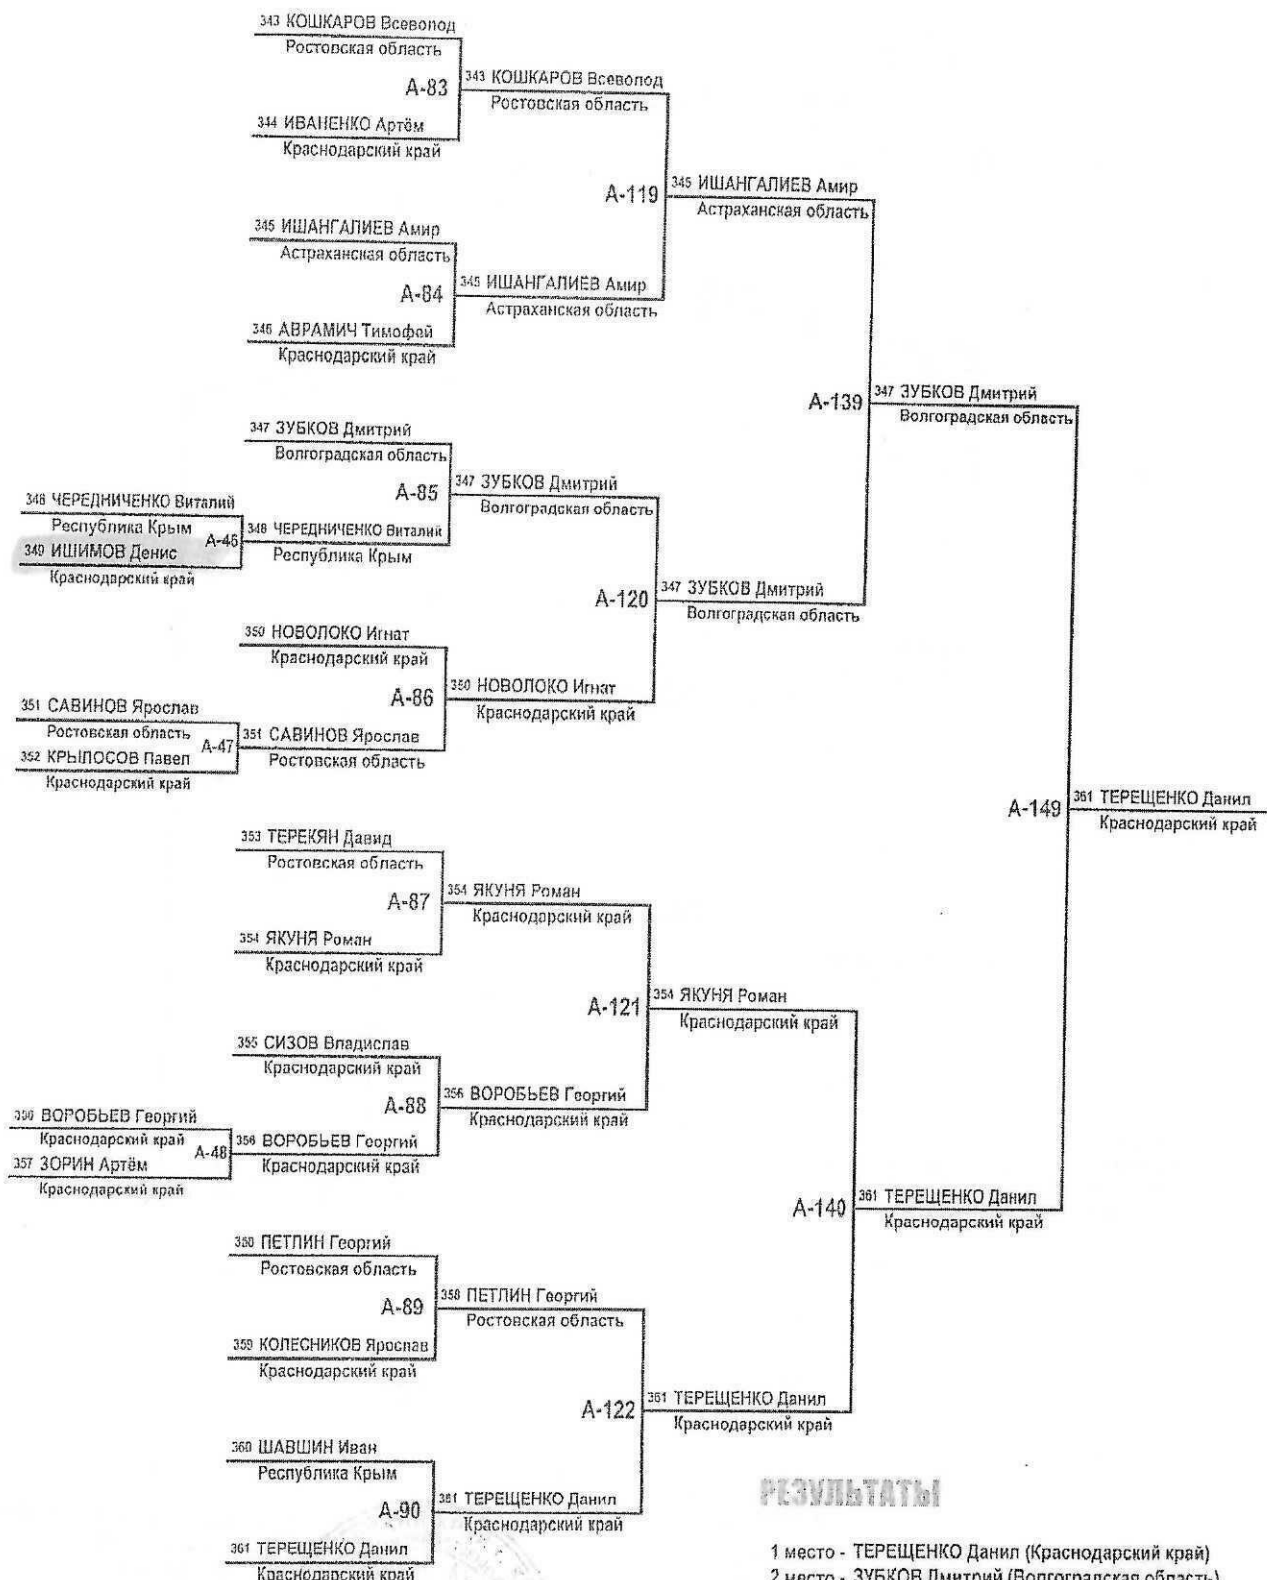 343 КОШКАРОВ Всеволод
Ростовская область
А-83
343 КОШКАРОВ Всеволод
Ростовская область
344 ИВАНЕНКО Артём
Краснодарский край
А-119
345 ИШАНГАЛИЕВ Амир
Астраханская область
345 ИШАНГАЛИЕВ Амир
Астраханская область
А-84
345 ИШАНГАЛИЕВ Амир
Астраханская область
346 АВРАМИЧ Тимофей
Краснодарский край
А-139
347 ЗУБКОВ Дмитрий
Волгоградская область
347 ЗУБКОВ Дмитрий
Волгоградская область
А-85
347 ЗУБКОВ Дмитрий
Волгоградская область
348 ЧЕРЕДНИЧЕНКО Виталий
Республика Крым
А-46
348 ЧЕРЕДНИЧЕНКО Виталий
Республика Крым
349 ИШИМОВ Денис
Краснодарский край
А-120
347 ЗУБКОВ Дмитрий
Волгоградская область
350 НОВОЛОКО Игнат
Краснодарский край
А-86
350 НОВОЛОКО Игнат
Краснодарский край
351 САВИНОВ Ярослав
Ростовская область
А-47
351 САВИНОВ Ярослав
Ростовская область
352 КРЫЛОСОВ Павел
Краснодарский край
А-149
361 ТЕРЕЩЕНКО Данил
Краснодарский край
353 ТЕРЕКЯН Давид
Ростовская область
А-87
354 ЯКУНЯ Роман
Краснодарский край
354 ЯКУНЯ Роман
Краснодарский край
А-121
354 ЯКУНЯ Роман
Краснодарский край
355 СИЗОВ Владислав
Краснодарский край
А-88
356 ВОРОБЬЕВ Георгий
Краснодарский край
356 ВОРОБЬЕВ Георгий
Краснодарский край
А-48
356 ВОРОБЬЕВ Георгий
Краснодарский край
357 ЗОРИН Артём
Краснодарский край
А-140
361 ТЕРЕЩЕНКО Данил
Краснодарский край
358 ПЕТЛИН Георгий
Ростовская область
А-89
358 ПЕТЛИН Георгий
Ростовская область
359 КОЛЕСНИКОВ Ярослав
Краснодарский край
А-122
361 ТЕРЕЩЕНКО Данил
Краснодарский край
360 ШАВШИН Иван
Республика Крым
А-90
361 ТЕРЕЩЕНКО Данил
Краснодарский край
361 ТЕРЕЩЕНКО Данил
Краснодарский край
РЕЗУЛЬТАТЫ
1 место - ТЕРЕЩЕНКО Данил (Краснодарский край)
2 место - ЗУБКОВ Дмитрий (Волгоградская область)